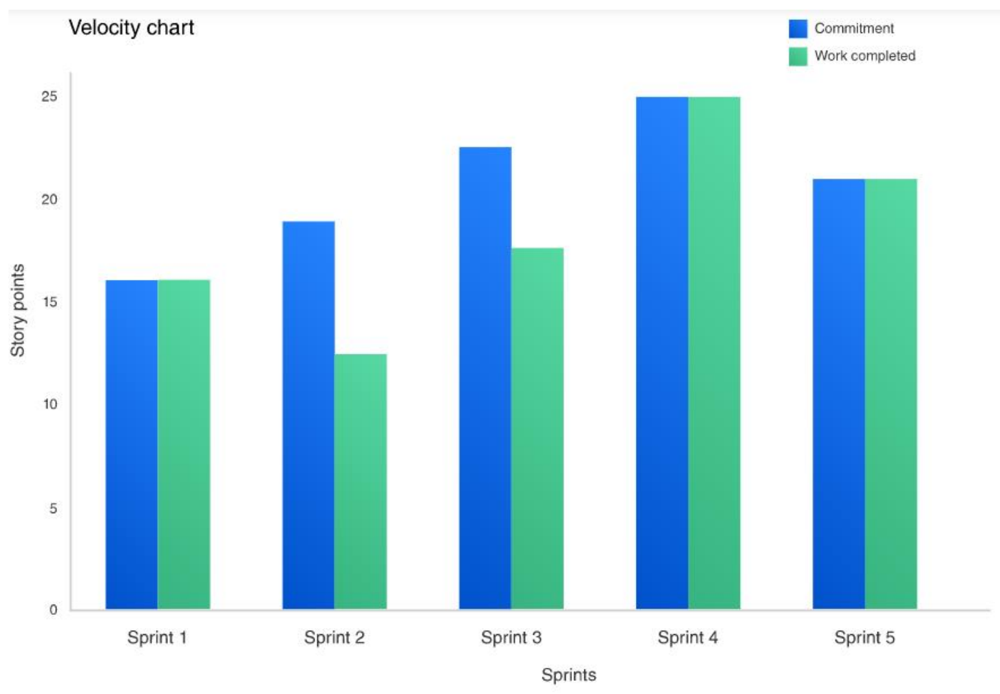 Velocity chart
Commitment
Work completed
25
20
15
10
5
0
Story points
Sprint 1
Sprint 2
Sprint 3
Sprint 4
Sprint 5
Sprints